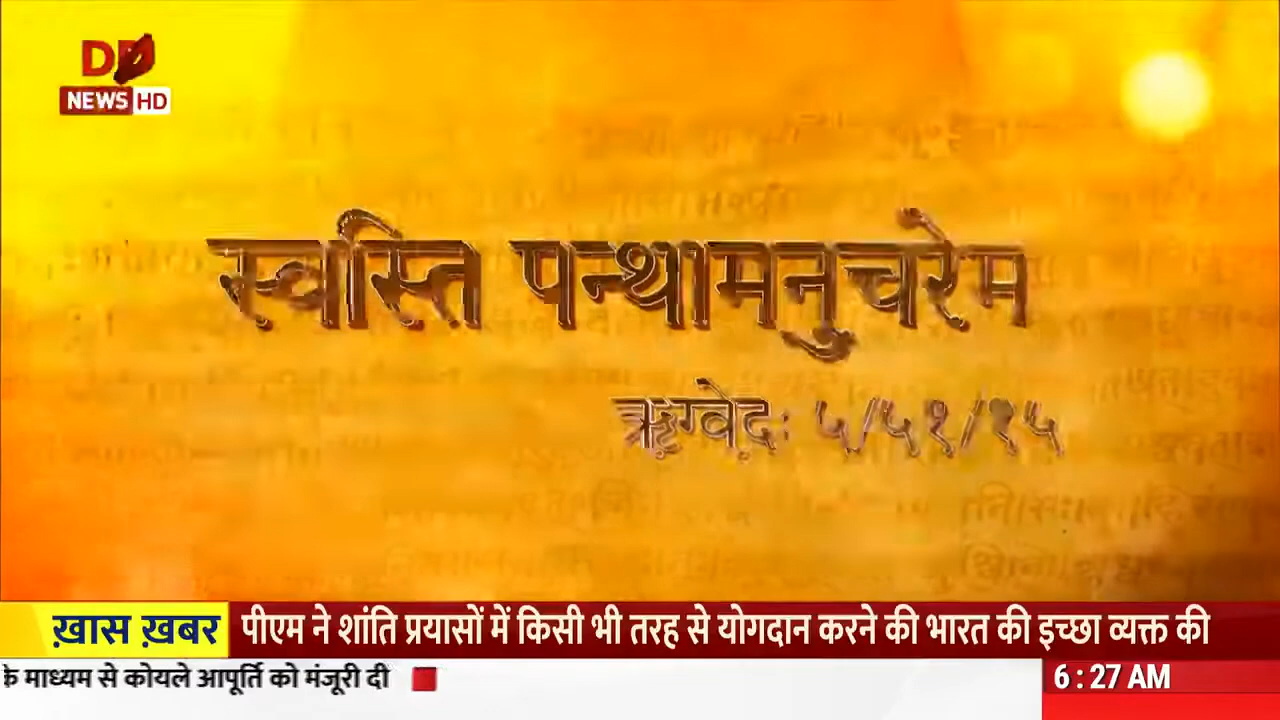 DD
NEWS HD
स्वस्ति पन्थामनुचरेम
ऋग्वेदः ५/५१/१५
ख़ास ख़बर पीएम ने शांति प्रयासों में किसी भी तरह से योगदान करने की भारत की इच्छा व्यक्त की
के माध्यम से कोयले आपूर्ति को मंजूरी दी
6 : 27 AM